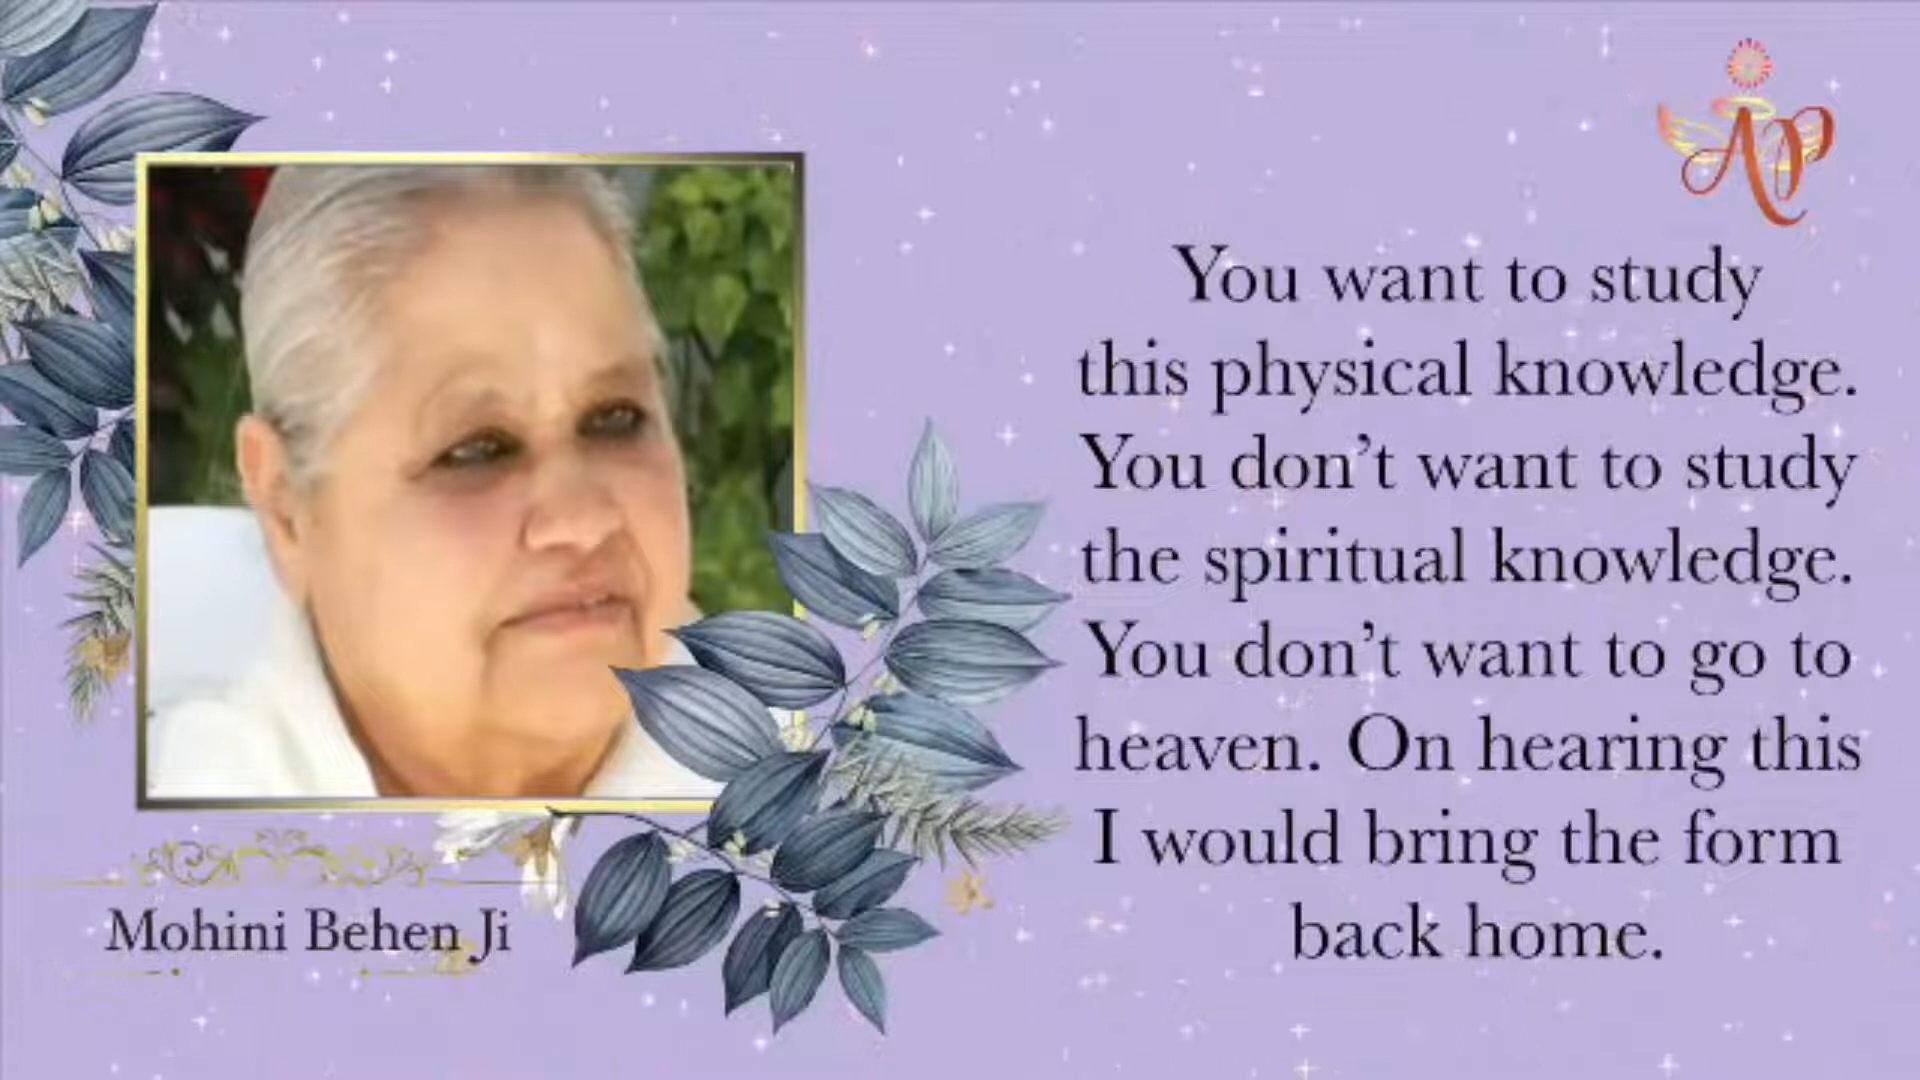 AP
You want to study
this physical knowledge.
You don't want to study
the spiritual knowledge.
You don't want to go to
heaven. On hearing this
I would bring the form
back home.
Mohini Behen Ji